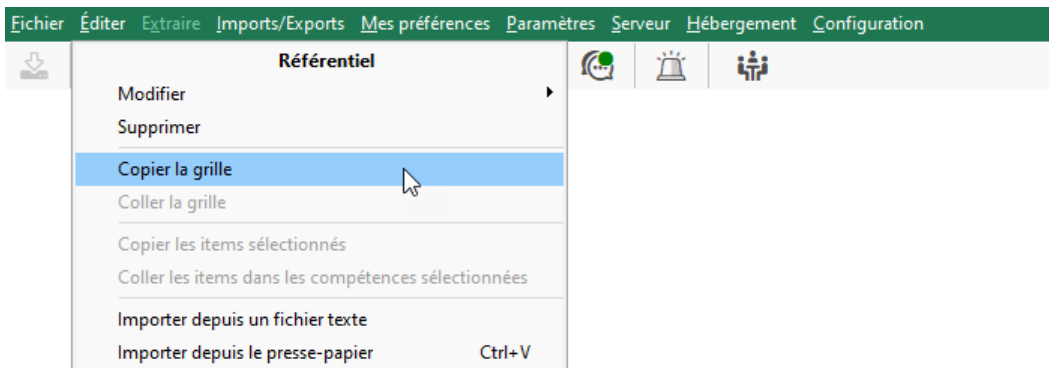 Fichier Éditer Extraire Imports/Exports Mes préférences Paramètres Serveur Hébergement Configuration
Référentiel
Modifier
Supprimer
Copier la grille
Coller la grille
Copier les items sélectionnés
Coller les items dans les compétences sélectionnées
Importer depuis un fichier texte
Importer depuis le presse-papier Ctrl+V